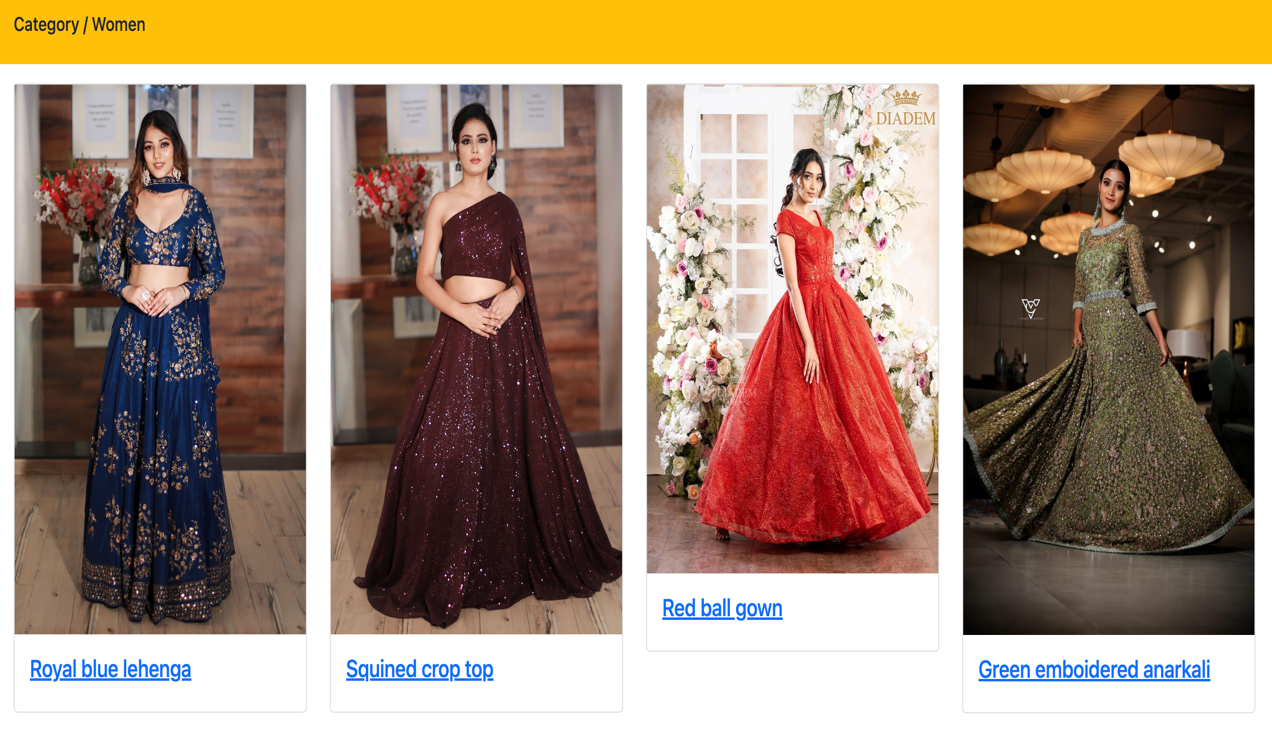 Category / Women
DIADEM
Royal blue lehenga
Squined crop top
Red ball gown
Green emboidered anarkali